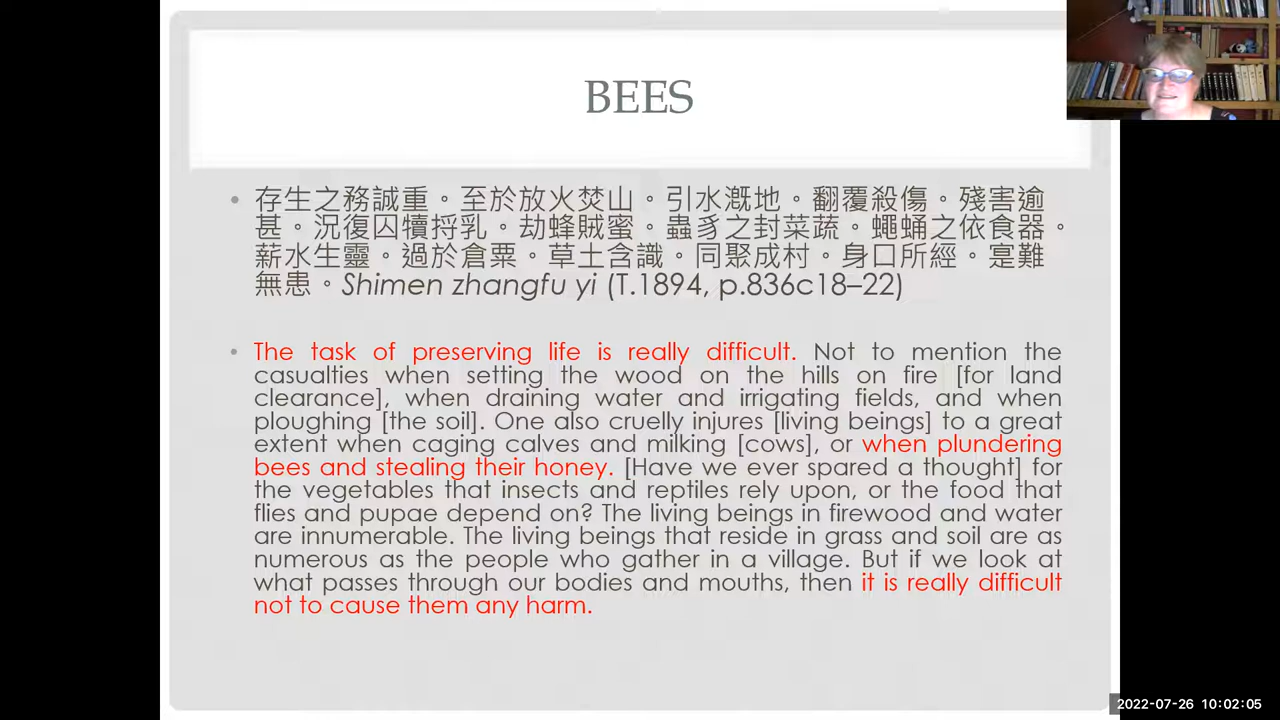 BEES
• 存生之務誠重。至於放火焚山。引水溉地。翻覆殺傷。殘害逾
甚。況復囚犢捋乳。劫蜂賊蜜。蟲豸之封菜蔬。蠅蛹之依食器。
薪水生靈。過於倉粟。草土含識。同聚成村。身口所經。寔難
無患。Shimen zhangfu yi (T.1894, p.836c18–22)
• The task of preserving life is really difficult. Not to mention the
casualties when setting the wood on the hills on fire [for land
clearance], when draining water and irrigating fields, and when
ploughing [the soil]. One also cruelly injures [living beings] to a great
extent when caging calves and milking [cows], or when plundering
bees and stealing their honey. [Have we ever spared a thought] for
the vegetables that insects and reptiles rely upon, or the food that
flies and pupae depend on? The living beings in firewood and water
are innumerable. The living beings that reside in grass and soil are as
numerous as the people who gather in a village. But if we look at
what passes through our bodies and mouths, then it is really difficult
not to cause them any harm.
2022-07-26 10:02:05